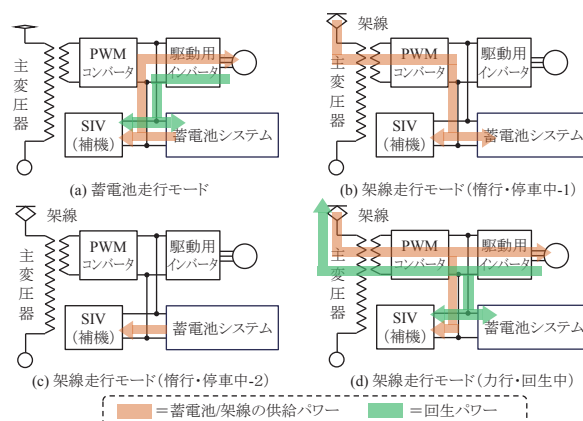 主変圧器
PWM
コンバータ
駆動用
インバータ
SIV
(補機)
蓄電池システム
(a) 蓄電池走行モード
架線
主変圧器
PWM
コンバータ
駆動用
インバータ
SIV
(補機)
蓄電池システム
(b) 架線走行モード(惰行・停車中-1)
架線
主変圧器
PWM
コンバータ
駆動用
インバータ
SIV
(補機)
蓄電池システム
(c) 架線走行モード(惰行・停車中-2)
架線
主変圧器
PWM
コンバータ
駆動用
インバータ
SIV
(補機)
蓄電池システム
(d) 架線走行モード(力行・回生中)
=蓄電池/架線の供給パワー
=回生パワー